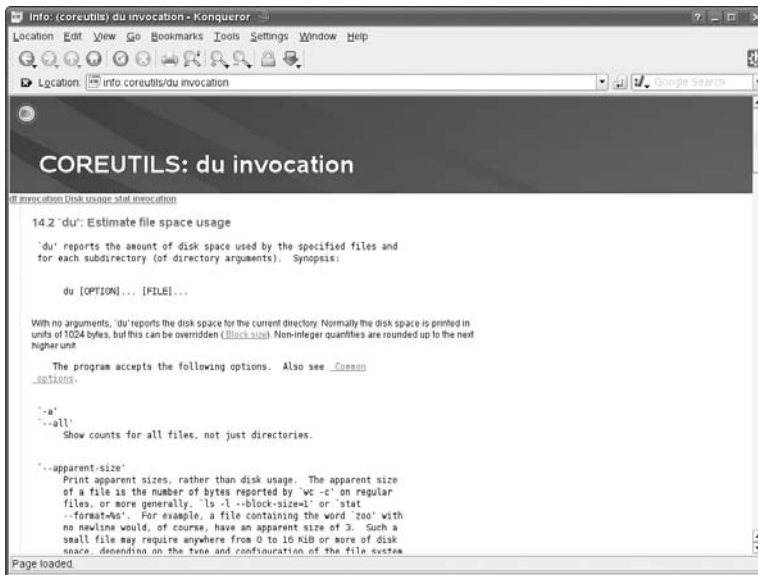 Info: (coreutils) du invocation - Konqueror
Location Edit View Go Bookmarks Tools Settings Window Help
Location: info:coreutils/du invocation
Google Search
COREUTILS: du invocation
df invocation Disk usage stat invocation
14.2 `du': Estimate file space usage
`du' reports the amount of disk space used by the specified files and
for each subdirectory (of directory arguments). Synopsis:
du [OPTION]... [FILE]...
With no arguments, `du' reports the disk space for the current directory. Normally the disk space is printed in
units of 1024 bytes, but this can be overridden ( Block size). Non-integer quantities are rounded up to the next
higher unit.
The program accepts the following options. Also see Common
options.
`-a'
`--all'
Show counts for all files, not just directories.
`--apparent-size'
Print apparent sizes, rather than disk usage. The apparent size
of a file is the number of bytes reported by `wc -c' on regular
files, or more generally, `ls -l --block-size=1' or `stat
--format=%s'. For example, a file containing the word `zoo' with
no newline would, of course, have an apparent size of 3. Such a
small file may require anywhere from 0 to 16 KiB or more of disk
space, depending on the type and configuration of the file system
Page loaded.